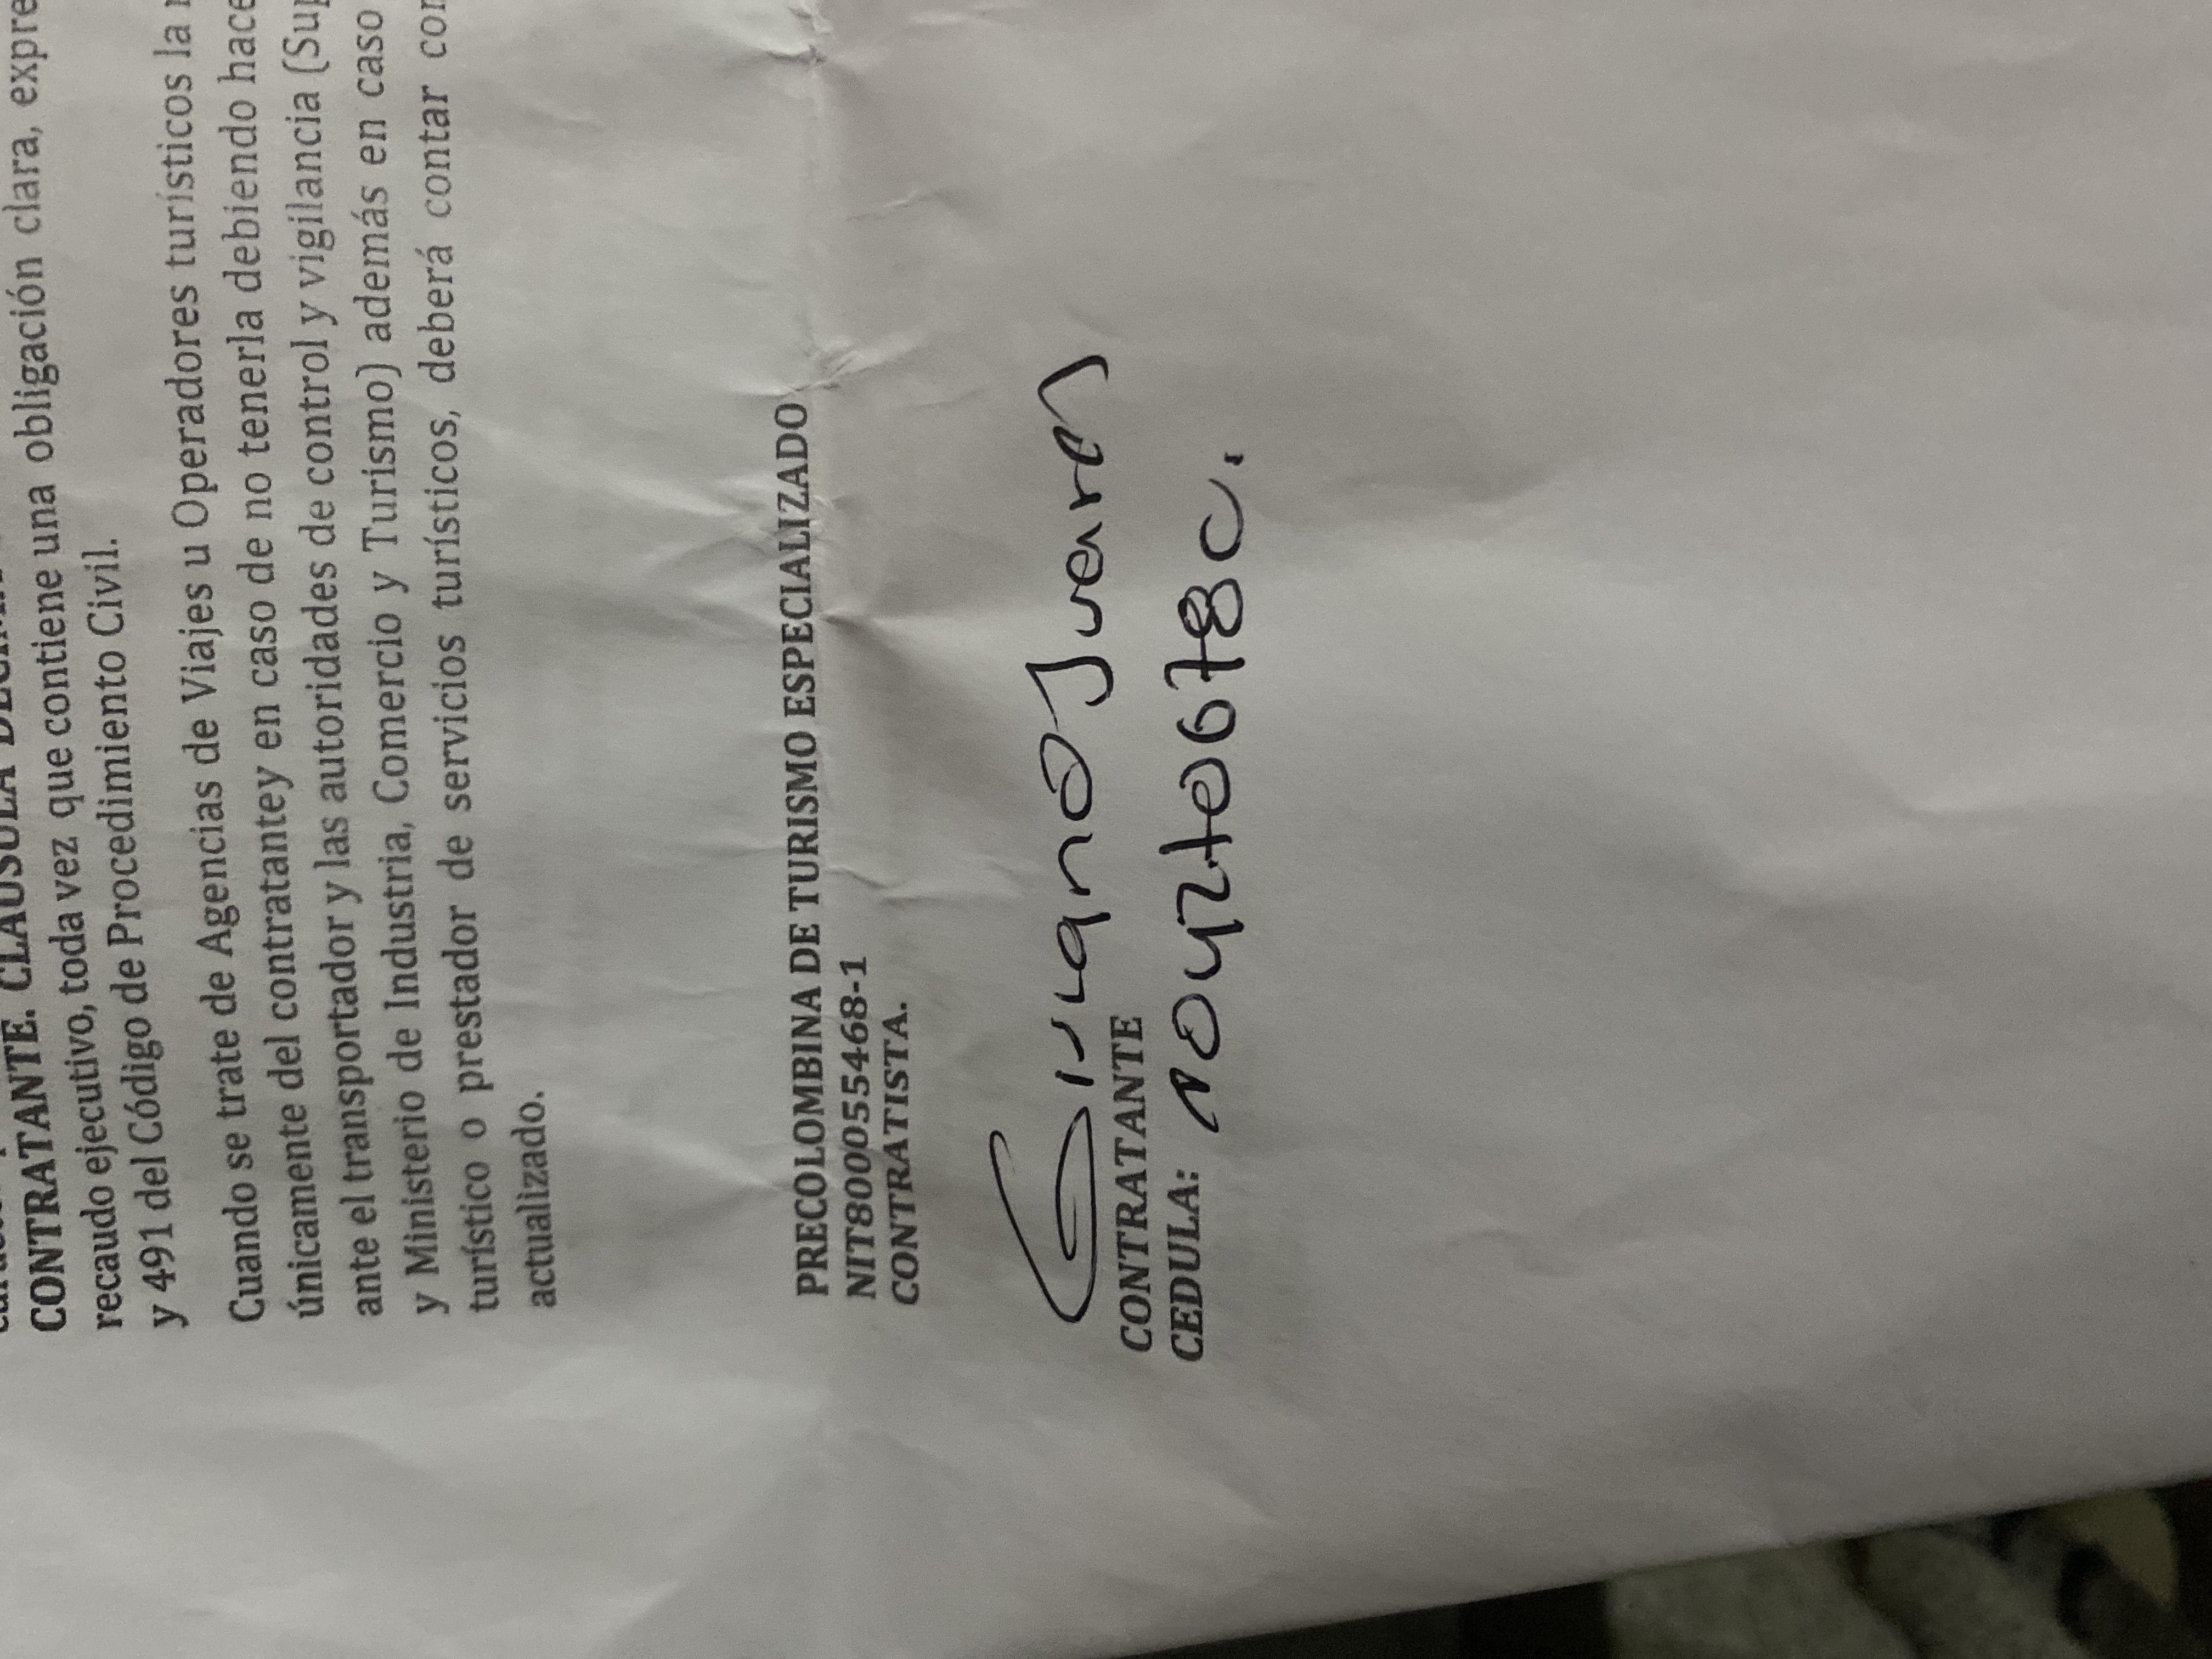 CONTRATANTE. CLAUSULA
recaudo ejecutivo, toda vez que contiene una obligación clara, expre
y 491 del Código de Procedimiento Civil.
Cuando se trate de Agencias de Viajes u Operadores turísticos la
únicamente del contratantey en caso de no tenerla debiendo hace
ante el transportador y las autoridades de control y vigilancia (Sup
y Ministerio de Industria, Comercio y Turismo) además en caso
turístico o prestador de servicios turísticos, deberá contar con
actualizado.
PRECOLOMBINA DE TURISMO ESPECIALIZADO
NIT800055468-1
CONTRATISTA.
CONTRATANTE
CEDULA: